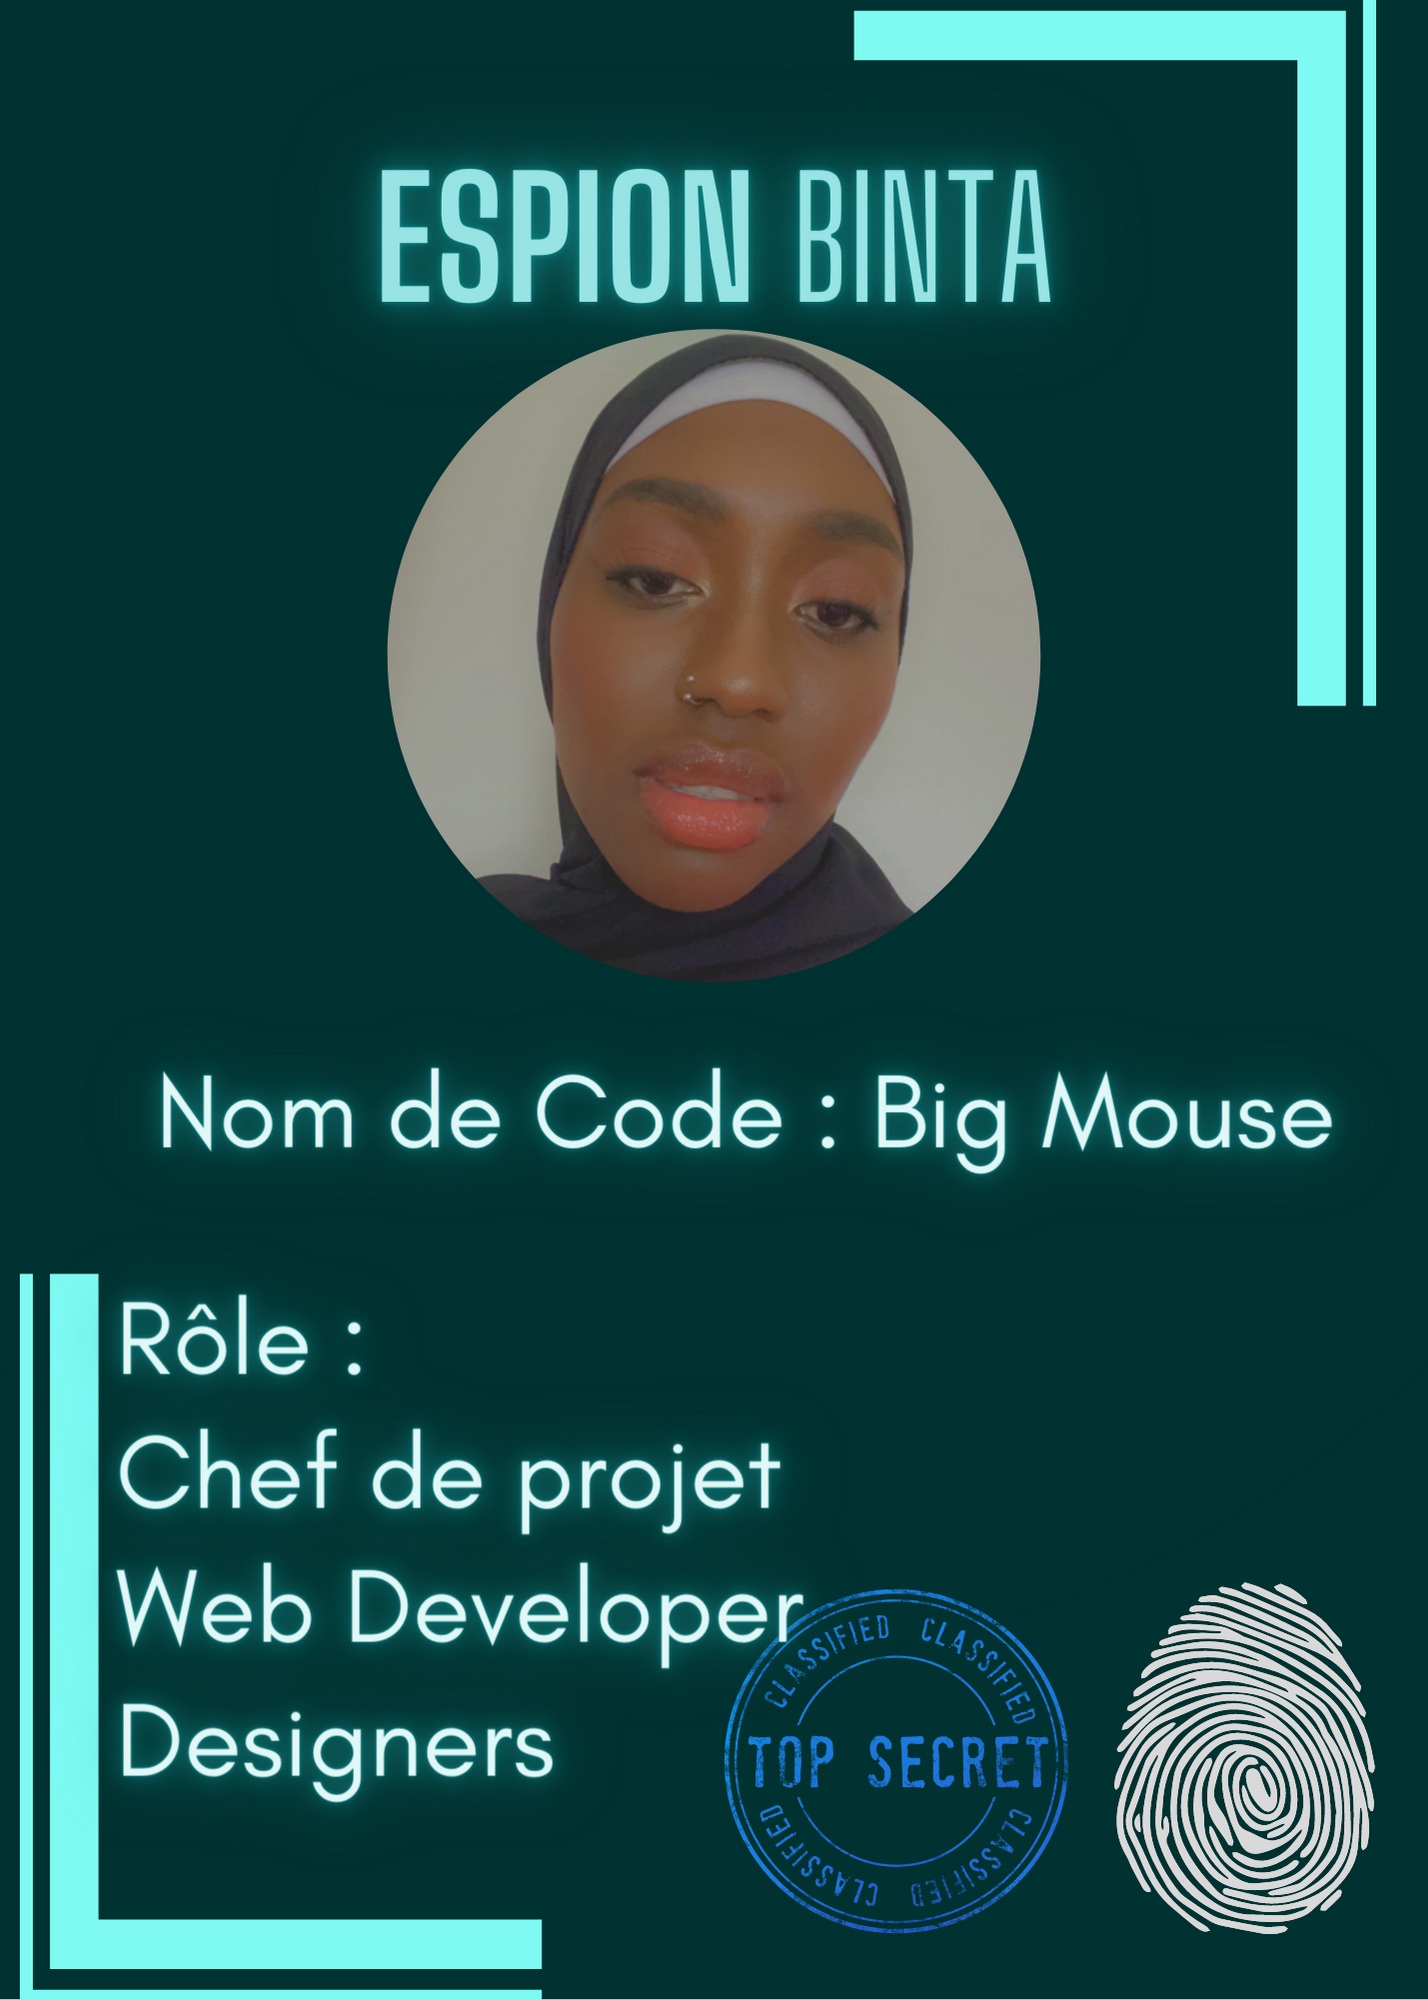 ESPION BINTA
Nom de Code : Big Mouse
Rôle :
Chef de projet
Web Developer
Designers
CLASSIFIED CLASSIFIED
TOP SECRET
CLASSIFIED CLASSIFIED